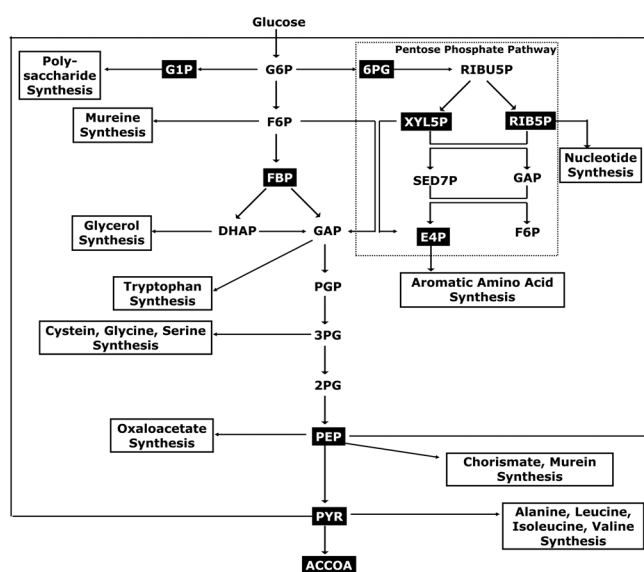 Glucose
Pentose Phosphate Pathway
Poly-
saccharide
Synthesis
G1P
G6P
6PG
RIBU5P
Mureine
Synthesis
F6P
XYL5P
RIB5P
Nucleotide
Synthesis
FBP
SED7P
GAP
Glycerol
Synthesis
DHAP
GAP
E4P
F6P
Tryptophan
Synthesis
PGP
Aromatic Amino Acid
Synthesis
Cystein, Glycine, Serine
Synthesis
3PG
2PG
Oxaloacetate
Synthesis
PEP
Chorismate, Murein
Synthesis
PYR
Alanine, Leucine,
Isoleucine, Valine
Synthesis
ACCOA